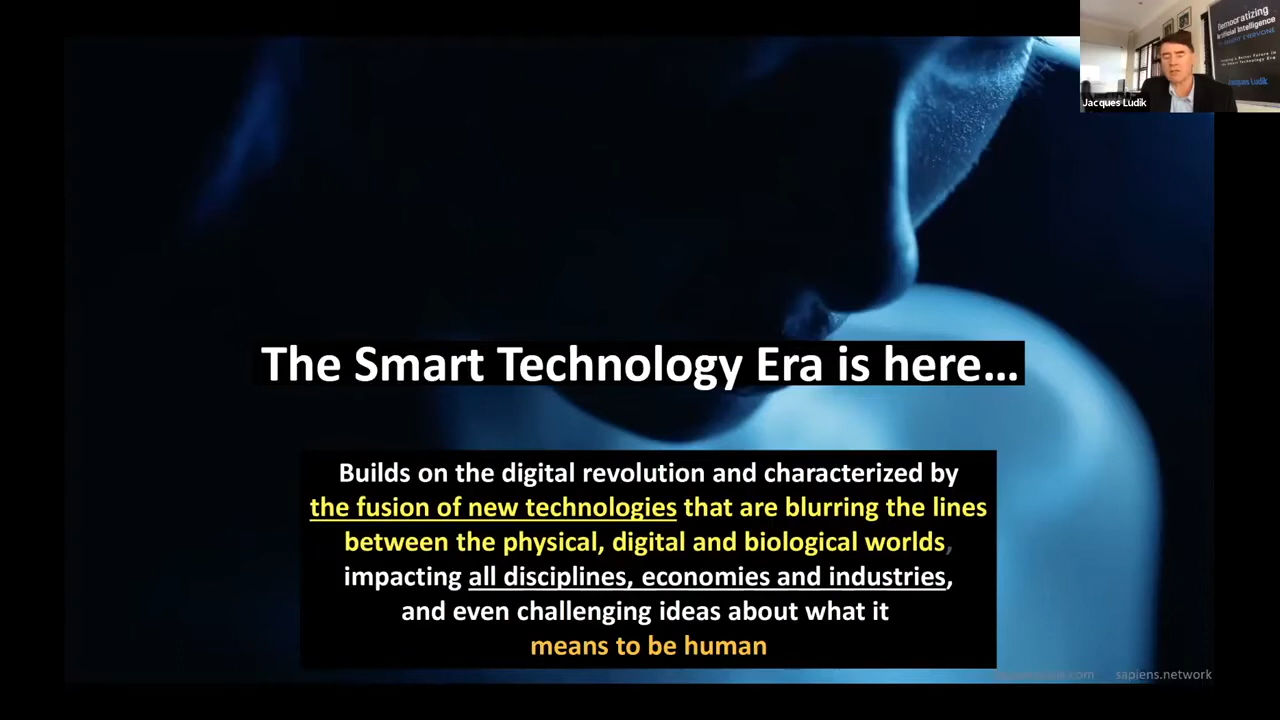 Democratizing
Artificial Intelligence
Jacques Ludik
Jacques Ludik
The Smart Technology Era is here...
Builds on the digital revolution and characterized by
the fusion of new technologies that are blurring the lines
between the physical, digital and biological worlds,
impacting all disciplines, economies and industries,
and even challenging ideas about what it
means to be human
sapiens.network